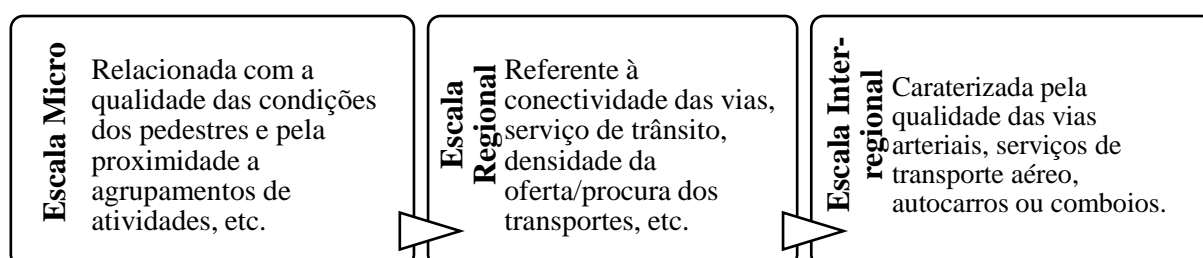 Escala Micro
Relacionada com a
qualidade das condições
dos pedestres e pela
proximidade a
agrupamentos de
atividades, etc.
Escala
Regional
Referente à
conectividade das vias,
serviço de trânsito,
densidade da
oferta/procura dos
transportes, etc.
Escala Inter-
regional
Caraterizada pela
qualidade das vias
arteriais, serviços de
transporte aéreo,
autocarros ou comboios.